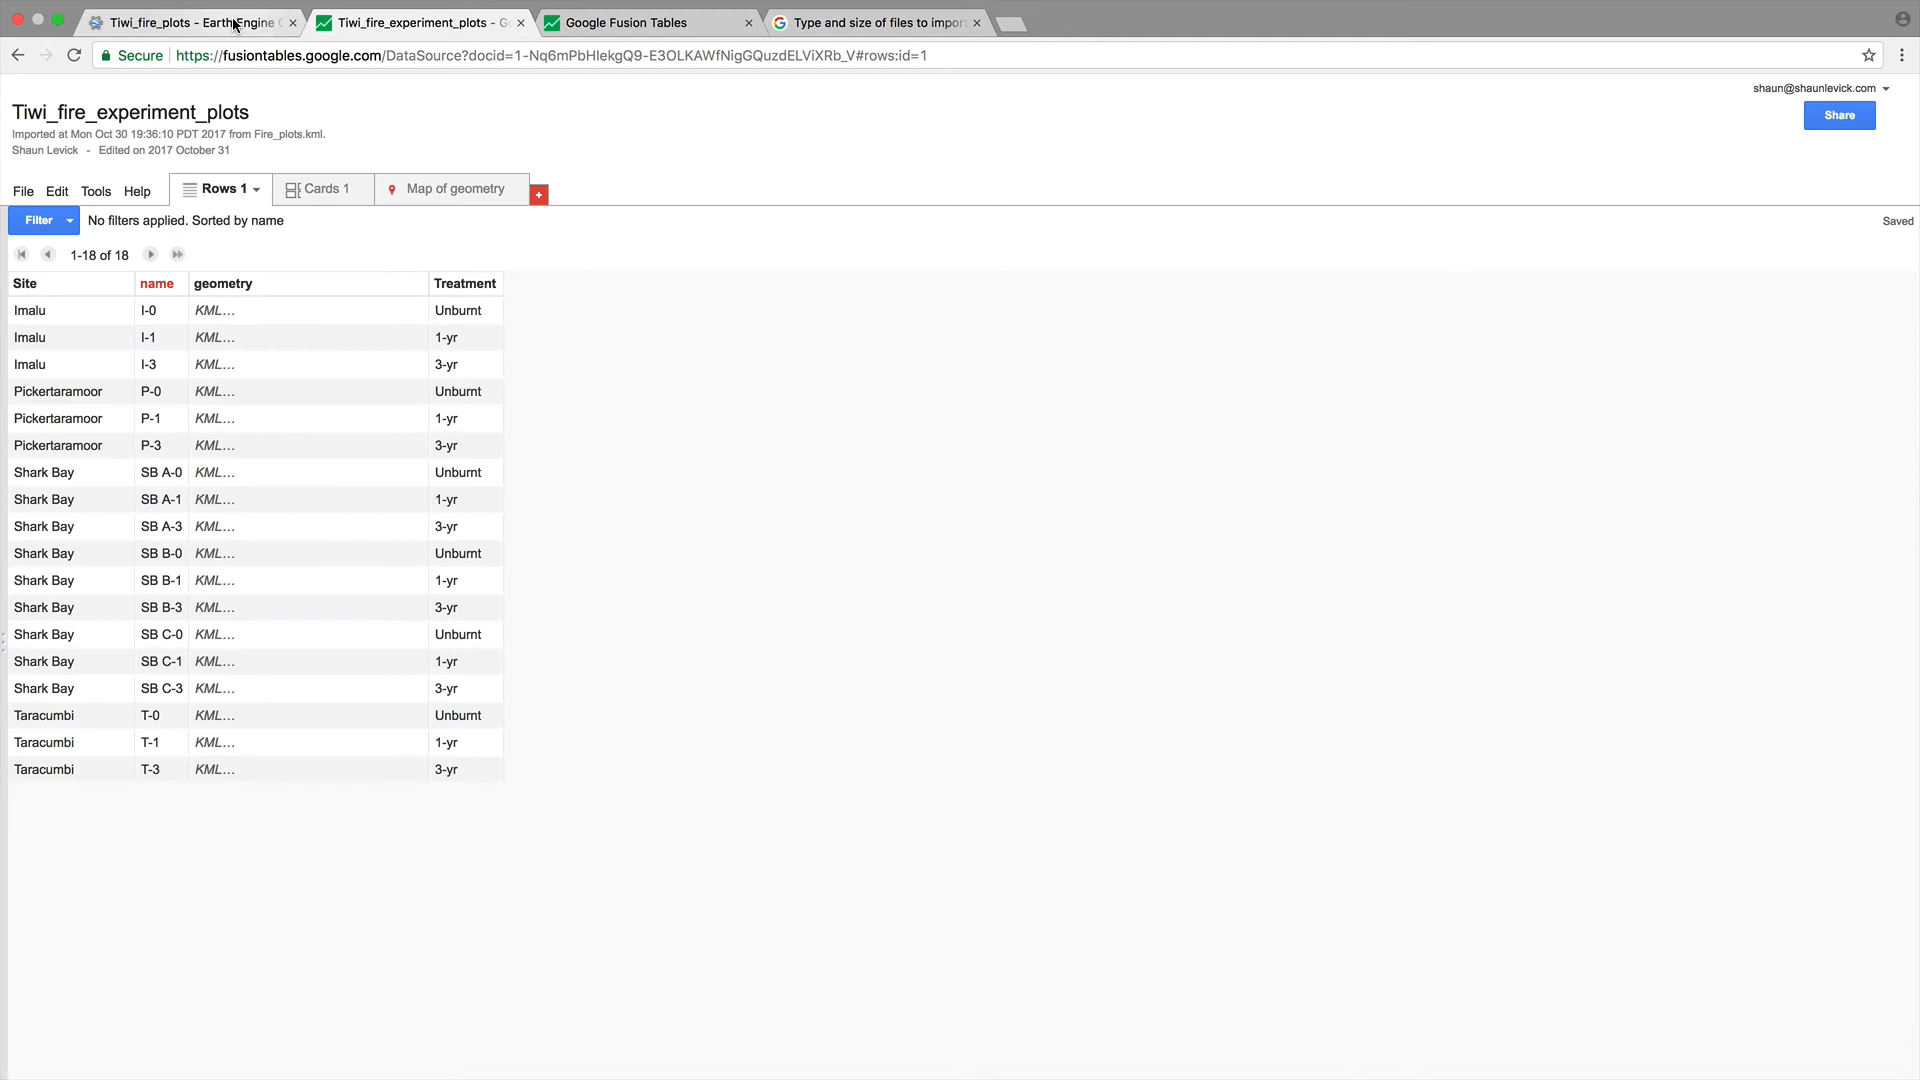 Tiwi_fire_plots - Earth Engine
Tiwi_fire_experiment_plots - Go
Google Fusion Tables
Type and size of files to import
Secure https://fusiontables.google.com/DataSource?docid=1-Nq6mPbHIekgQ9-E3OLKAWfNigGQuzdELViXRb_V#rows:id=1
shaun@shaunlevick.com
Tiwi_fire_experiment_plots
Share
Imported at Mon Oct 30 19:36:10 PDT 2017 from Fire_plots.kml.
Shaun Levick - Edited on 2017 October 31
File Edit Tools Help Rows 1 Cards 1 Map of geometry +
Filter No filters applied. Sorted by name Saved
1-18 of 18
Site name geometry Treatment
Imalu I-0 KML... Unburnt
Imalu I-1 KML... 1-yr
Imalu I-3 KML... 3-yr
Pickertaramoor P-0 KML... Unburnt
Pickertaramoor P-1 KML... 1-yr
Pickertaramoor P-3 KML... 3-yr
Shark Bay SB A-0 KML... Unburnt
Shark Bay SB A-1 KML... 1-yr
Shark Bay SB A-3 KML... 3-yr
Shark Bay SB B-0 KML... Unburnt
Shark Bay SB B-1 KML... 1-yr
Shark Bay SB B-3 KML... 3-yr
Shark Bay SB C-0 KML... Unburnt
Shark Bay SB C-1 KML... 1-yr
Shark Bay SB C-3 KML... 3-yr
Taracumbi T-0 KML... Unburnt
Taracumbi T-1 KML... 1-yr
Taracumbi T-3 KML... 3-yr